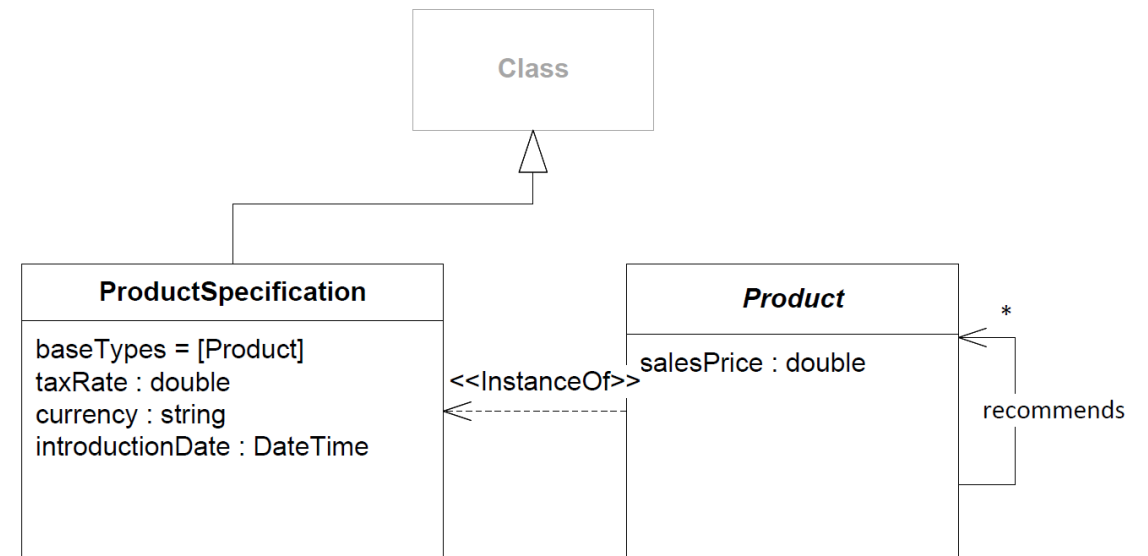 Class
ProductSpecification
baseTypes = [Product]
taxRate : double
currency : string
introductionDate : DateTime
<<InstanceOf>>
Product
salesPrice : double
*
recommends